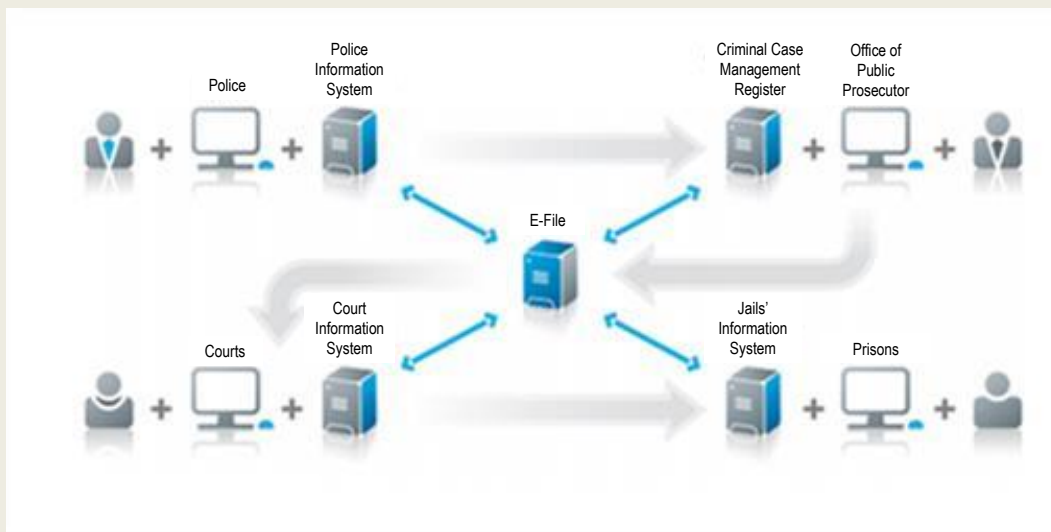 Police
Police
Information
System
Criminal Case
Management
Register
Office of
Public
Prosecutor
E-File
Courts
Court
Information
System
Jails'
Information
System
Prisons